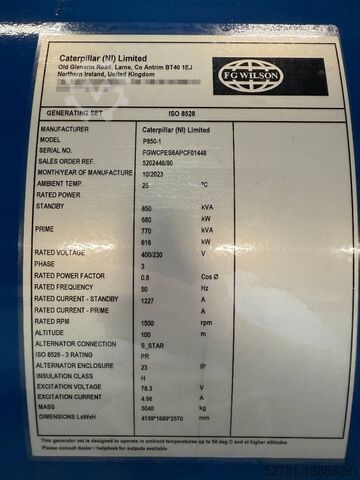 Caterpillar (NI) Limited
Old Glenarm Road, Larne, Co Antrim BT40 1EJ
Northern Ireland, United Kingdom
FG WILSON
GENERATING SET ISO 8528
MANUFACTURER Caterpillar (NI) Limited
MODEL P850-1
SERIAL NO. FGWCPES6APCF01448
SALES ORDER REF. 5202446/80
MONTH/YEAR OF MANUFACTURE 10/2023
AMBIENT TEMP. 25 °C
RATED POWER
STANDBY 850 kVA
680 kW
PRIME 770 kVA
616 kW
RATED VOLTAGE 400/230 V
PHASE 3
RATED POWER FACTOR 0.8 Cos Ø
RATED FREQUENCY 50 Hz
RATED CURRENT - STANDBY 1227 A
RATED CURRENT - PRIME A
RATED RPM 1500 rpm
ALTITUDE 100 m
ALTERNATOR CONNECTION S_STAR
ISO 8528 - 3 RATING PR
ALTERNATOR ENCLOSURE 23 IP
INSULATION CLASS H
EXCITATION VOLTAGE 78.3 V
EXCITATION CURRENT 4.96 A
MASS 5040 kg
DIMENSIONS LxWxH 4159*1689*2570 mm
This generator set is designed to operate in ambient temperatures up to 50 deg C and at higher altitudes.
Please consult dealer / helpdesk for outputs available